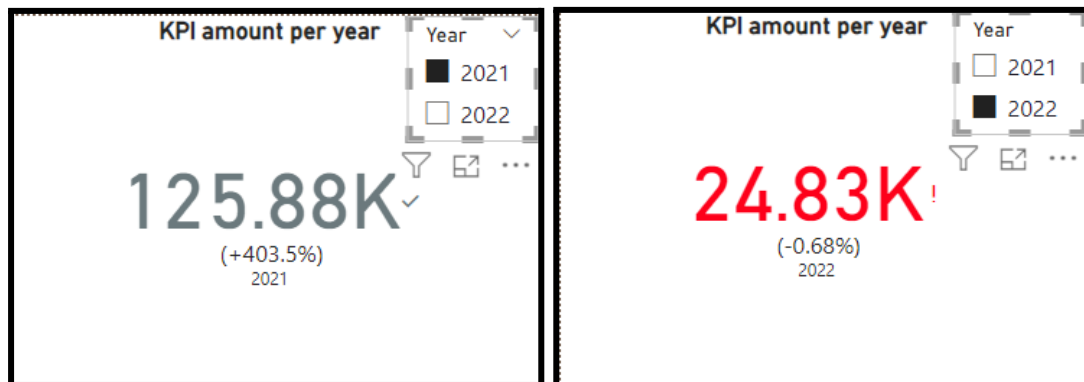 KPI amount per year
Year
2021
2022
125.88K
(+403.5%)
2021
KPI amount per year
Year
2021
2022
24.83K!
(-0.68%)
2022